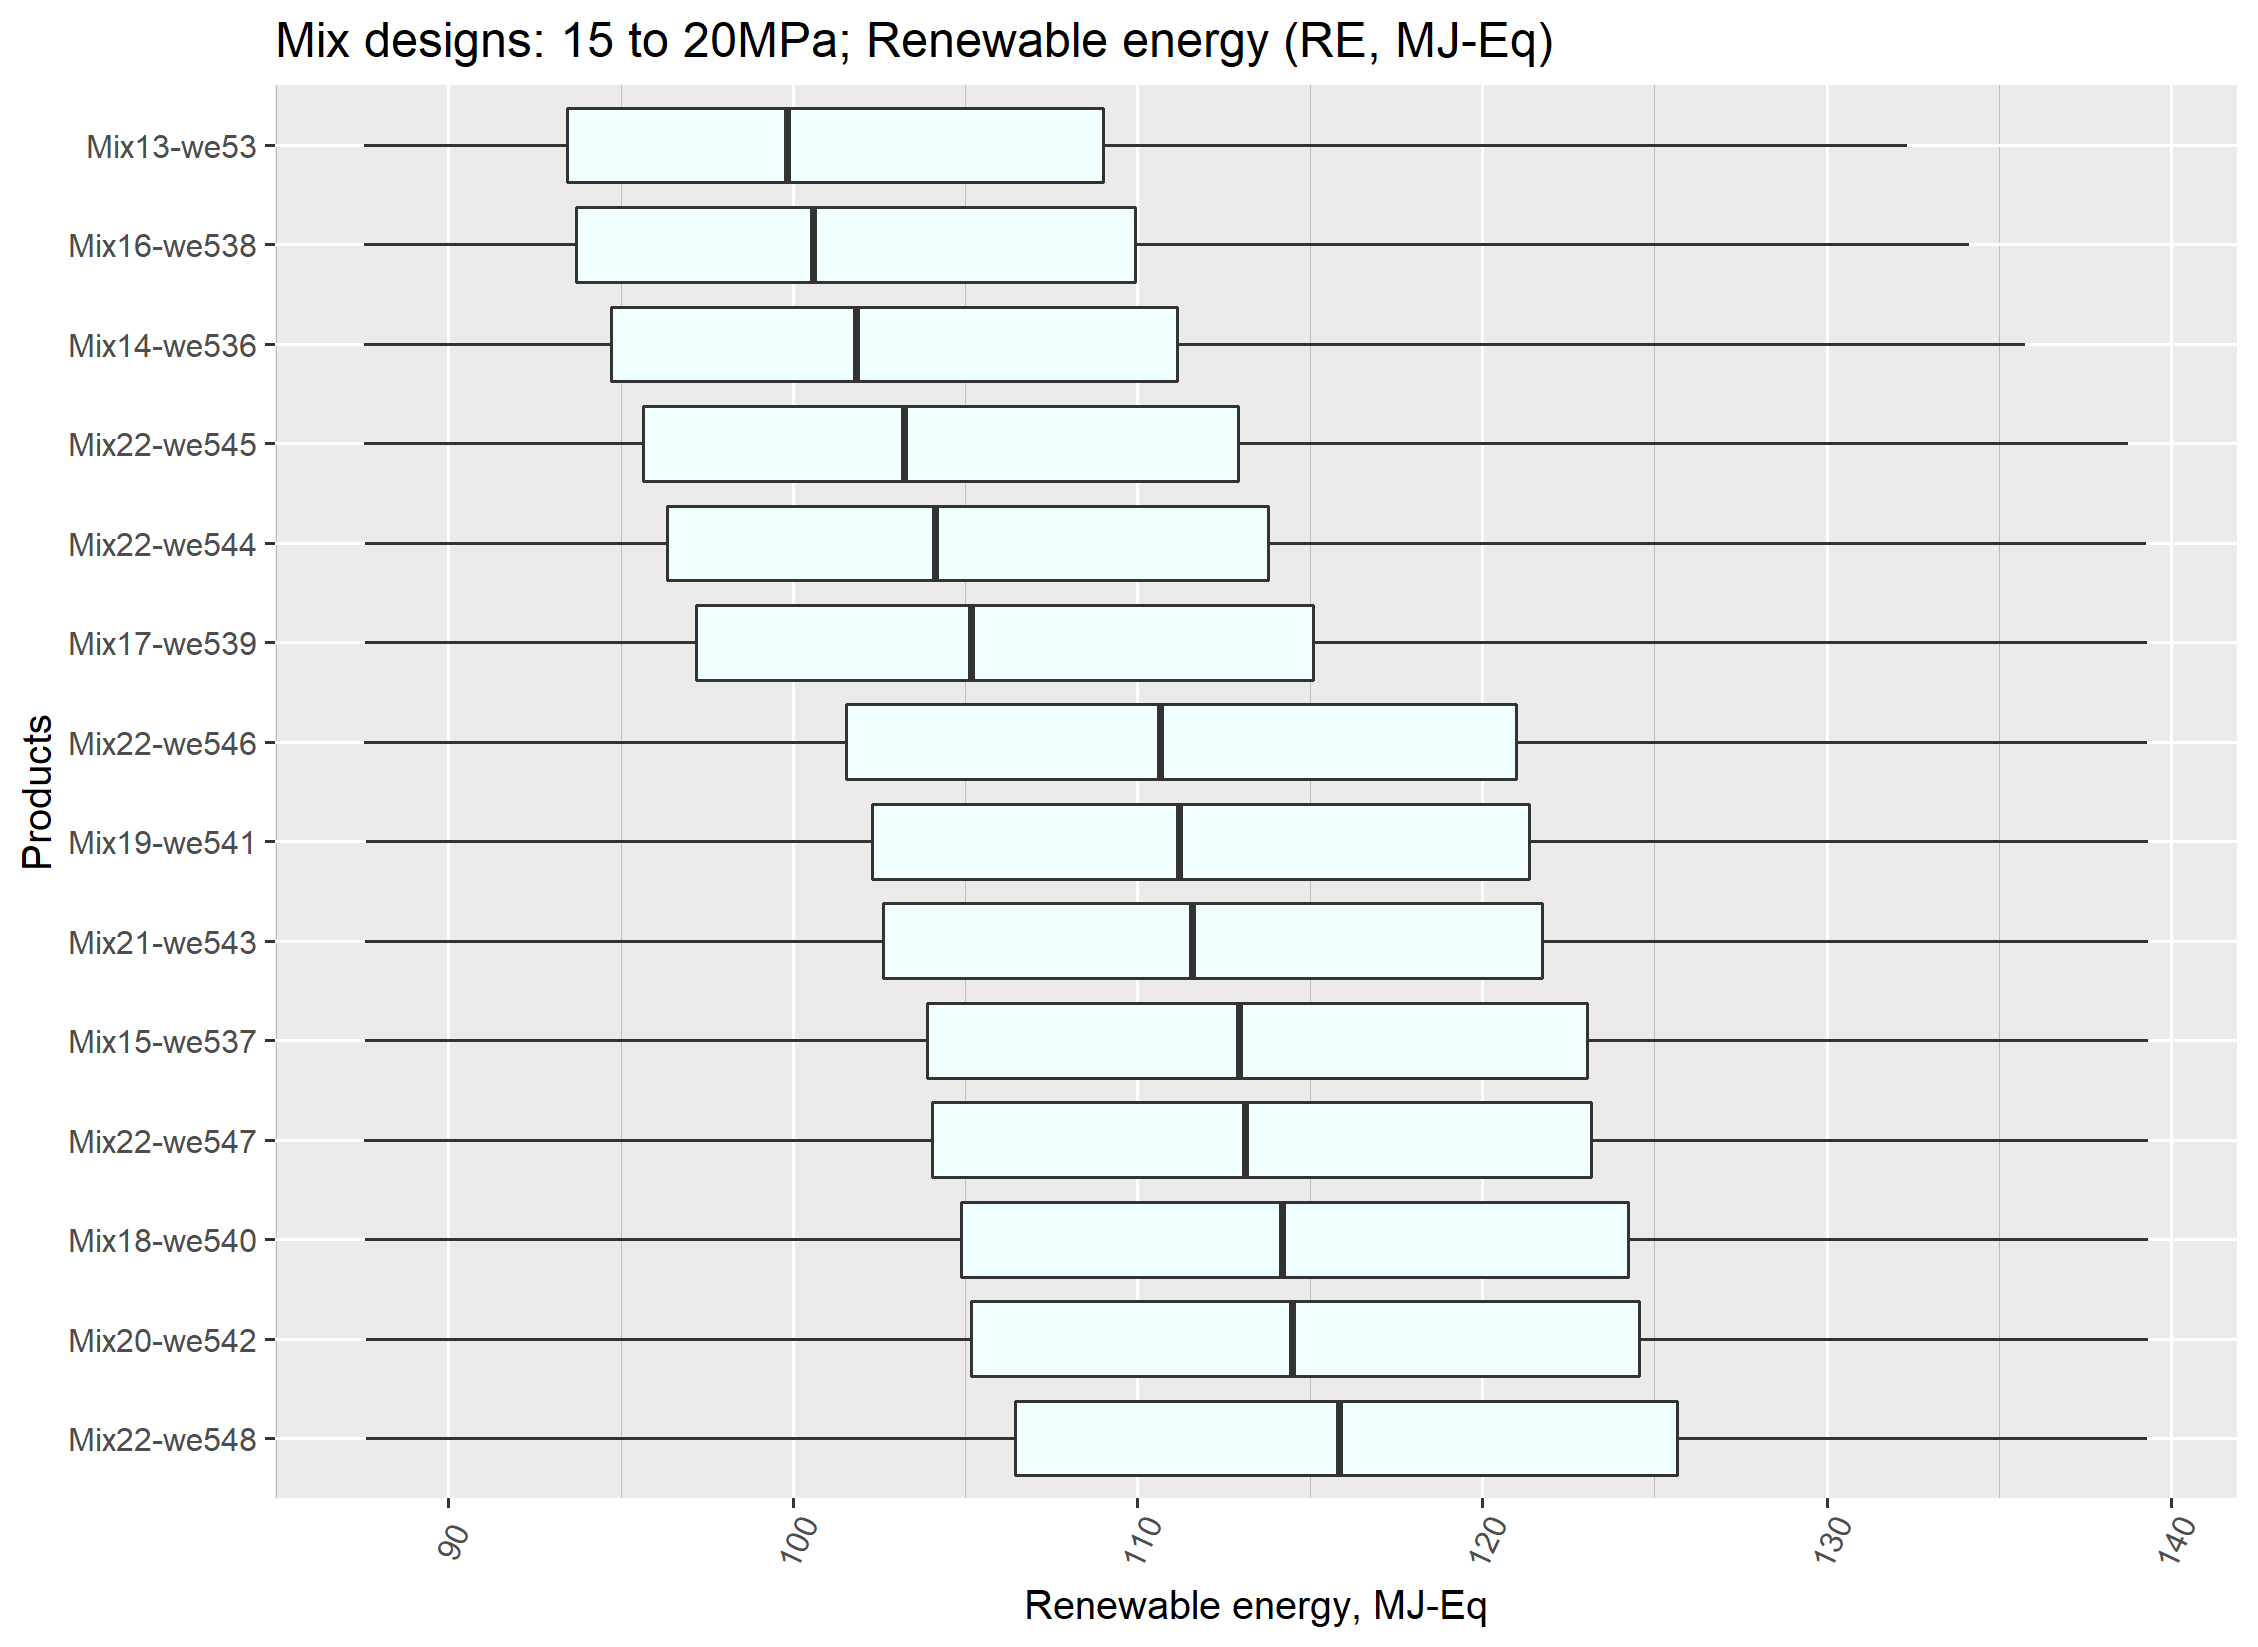 Mix designs: 15 to 20MPa; Renewable energy (RE, MJ-Eq)
Products
Mix13-we53
Mix16-we538
Mix14-we536
Mix22-we545
Mix22-we544
Mix17-we539
Mix22-we546
Mix19-we541
Mix21-we543
Mix15-we537
Mix22-we547
Mix18-we540
Mix20-we542
Mix22-we548
90 100 110 120 130 140
Renewable energy, MJ-Eq